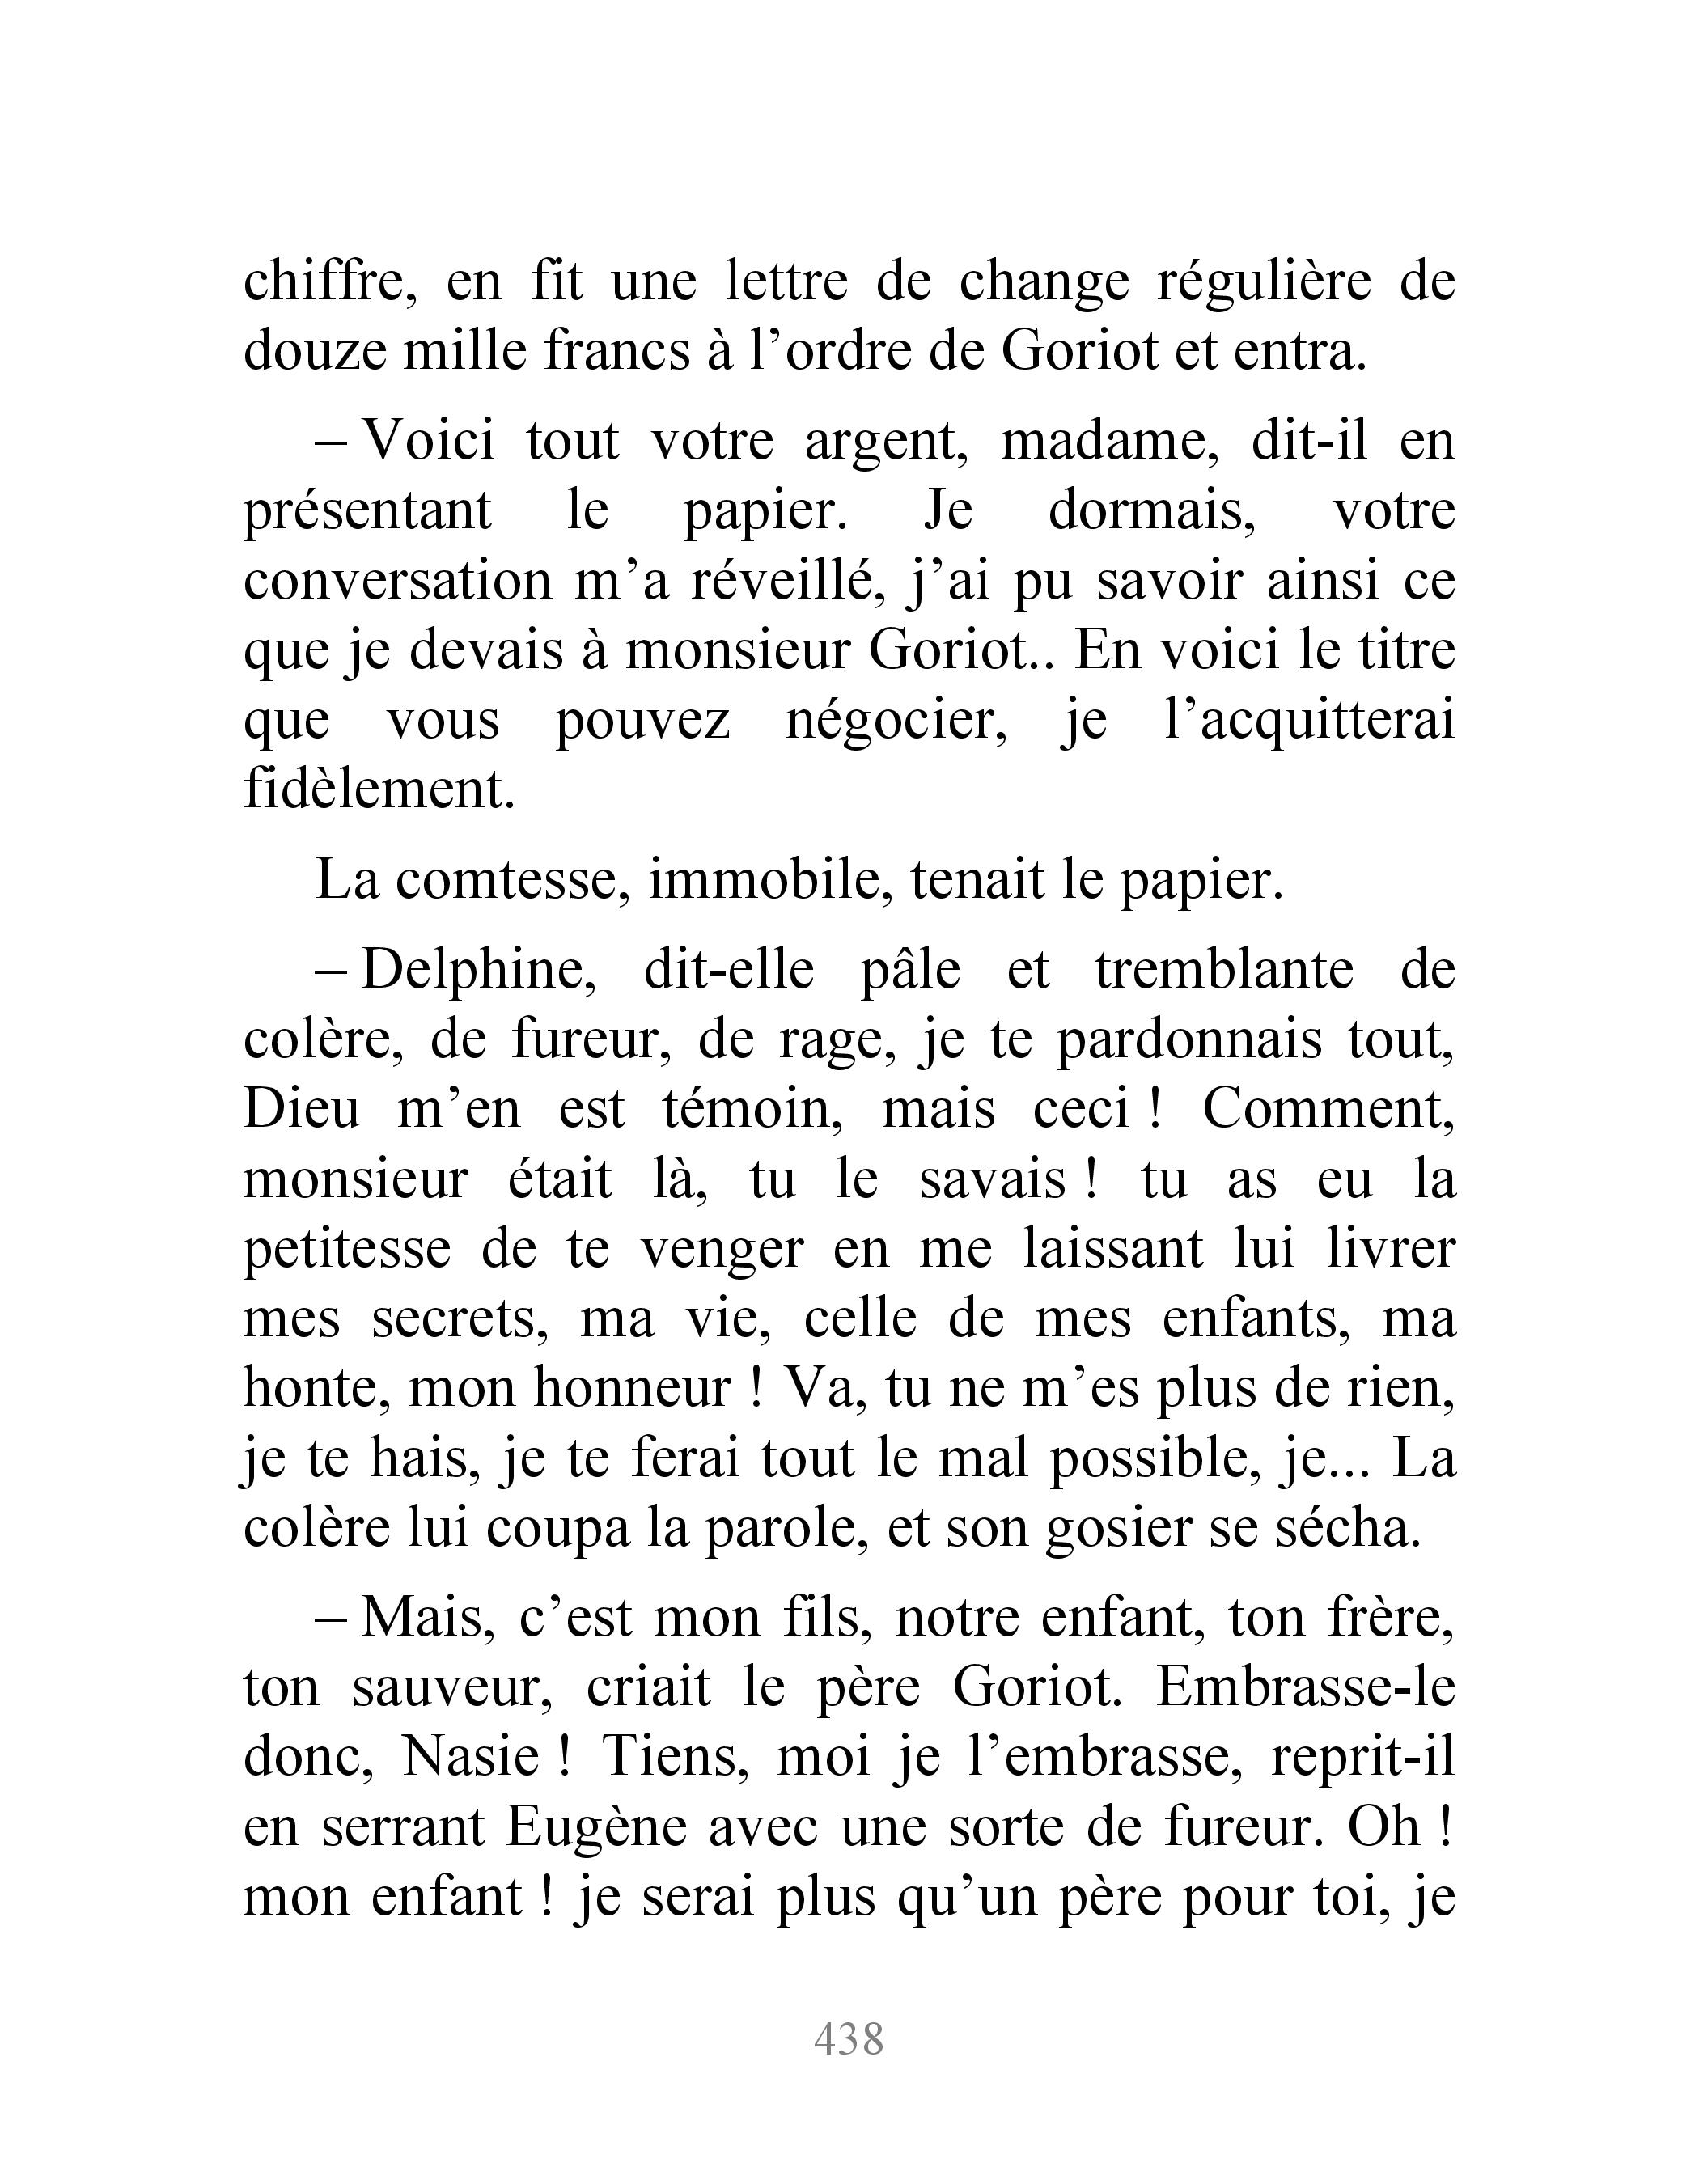 chiffre, en fit une lettre de change régulière de
douze mille francs à l’ordre de Goriot et entra.
– Voici tout votre argent, madame, dit-il en
présentant le papier. Je dormais, votre
conversation m’a réveillé, j’ai pu savoir ainsi ce
que je devais à monsieur Goriot.. En voici le titre
que vous pouvez négocier, je l’acquitterai
fidèlement.
La comtesse, immobile, tenait le papier.
– Delphine, dit-elle pâle et tremblante de
colère, de fureur, de rage, je te pardonnais tout,
Dieu m’en est témoin, mais ceci ! Comment,
monsieur était là, tu le savais ! tu as eu la
petitesse de te venger en me laissant lui livrer
mes secrets, ma vie, celle de mes enfants, ma
honte, mon honneur ! Va, tu ne m’es plus de rien,
je te hais, je te ferai tout le mal possible, je... La
colère lui coupa la parole, et son gosier se sécha.
– Mais, c’est mon fils, notre enfant, ton frère,
ton sauveur, criait le père Goriot. Embrasse-le
donc, Nasie ! Tiens, moi je l’embrasse, reprit-il
en serrant Eugène avec une sorte de fureur. Oh !
mon enfant ! je serai plus qu’un père pour toi, je
438